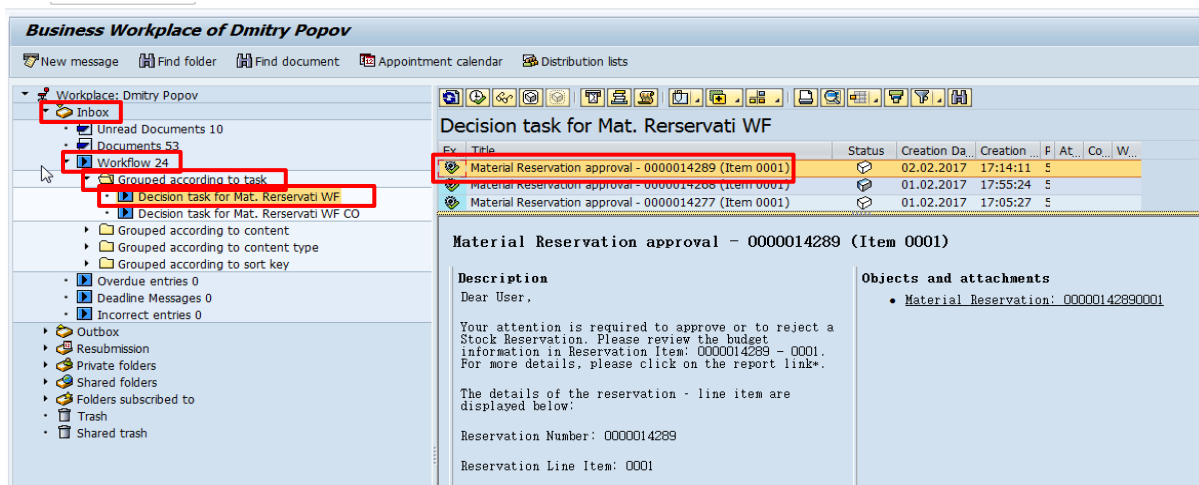 Business Workplace of Dmitry Popov
New message Find folder Find document Appointment calendar Distribution lists
Workplace: Dmitry Popov
Inbox
Unread Documents 10
Documents 53
Workflow 24
Grouped according to task
Decision task for Mat. Rerservati WF
Decision task for Mat. Rerservati WF CO
Grouped according to content
Grouped according to content type
Grouped according to sort key
Overdue entries 0
Deadline Messages 0
Incorrect entries 0
Outbox
Resubmission
Private folders
Shared folders
Folders subscribed to
Trash
Shared trash
Decision task for Mat. Rerservati WF
Ex Title Status Creation Da... Creation ... P At... Co... W...
Material Reservation approval - 0000014289 (Item 0001) 02.02.2017 17:14:11 5
Material Reservation approval - 0000014268 (Item 0001) 01.02.2017 17:55:24 5
Material Reservation approval - 0000014277 (Item 0001) 01.02.2017 17:05:27 5
Material Reservation approval - 0000014289 (Item 0001)
Description
Dear User,
Your attention is required to approve or to reject a
Stock Reservation. Please review the budget
information in Reservation Item: 0000014289 - 0001.
For more details, please click on the report link*.
The details of the reservation - line item are
displayed below:
Reservation Number: 0000014289
Reservation Line Item: 0001
Objects and attachments
Material Reservation: 00000142890001